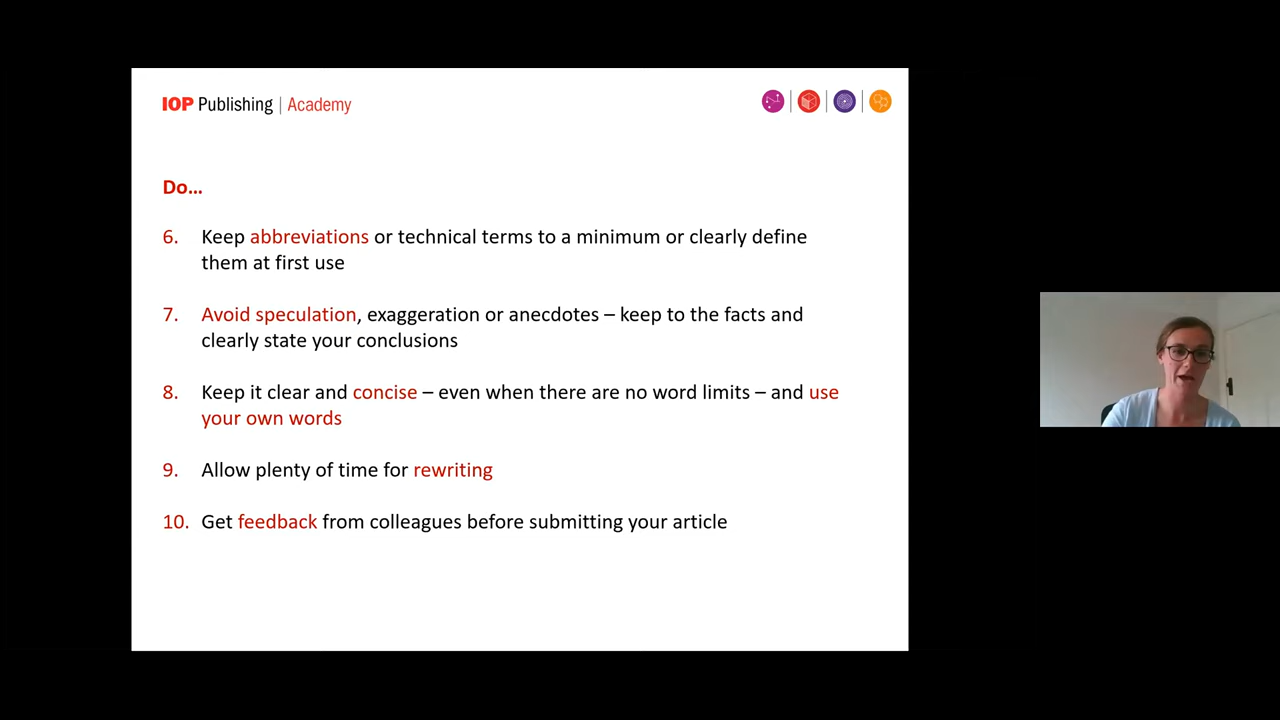 IOP Publishing | Academy
Do...
6. Keep abbreviations or technical terms to a minimum or clearly define
them at first use
7. Avoid speculation, exaggeration or anecdotes – keep to the facts and
clearly state your conclusions
8. Keep it clear and concise – even when there are no word limits – and use
your own words
9. Allow plenty of time for rewriting
10. Get feedback from colleagues before submitting your article